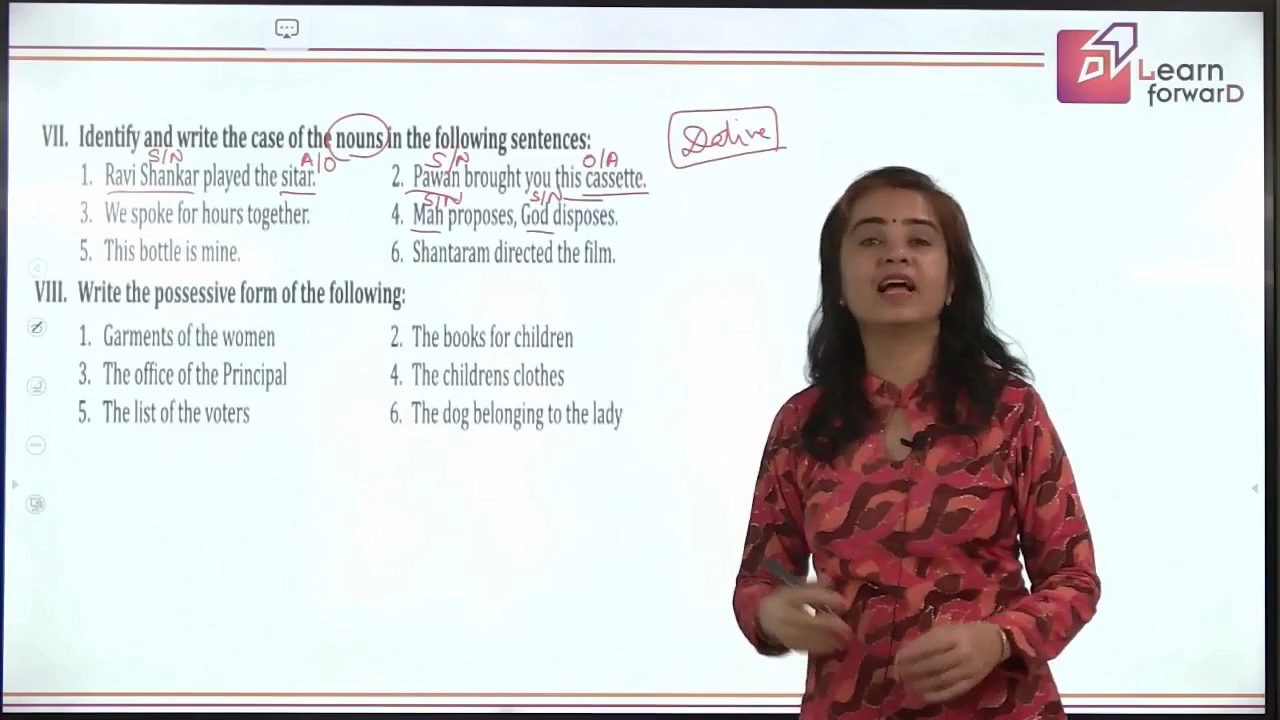 Learn
forwarD
VII. Identify and write the case of the nouns in the following sentences:
Dative
S/N A/O S/N O/A
1. Ravi Shankar played the sitar. 2. Pawan brought you this cassette.
S/N S/N
3. We spoke for hours together. 4. Man proposes, God disposes.
5. This bottle is mine. 6. Shantaram directed the film.
VIII. Write the possessive form of the following:
1. Garments of the women 2. The books for children
3. The office of the Principal 4. The childrens clothes
5. The list of the voters 6. The dog belonging to the lady